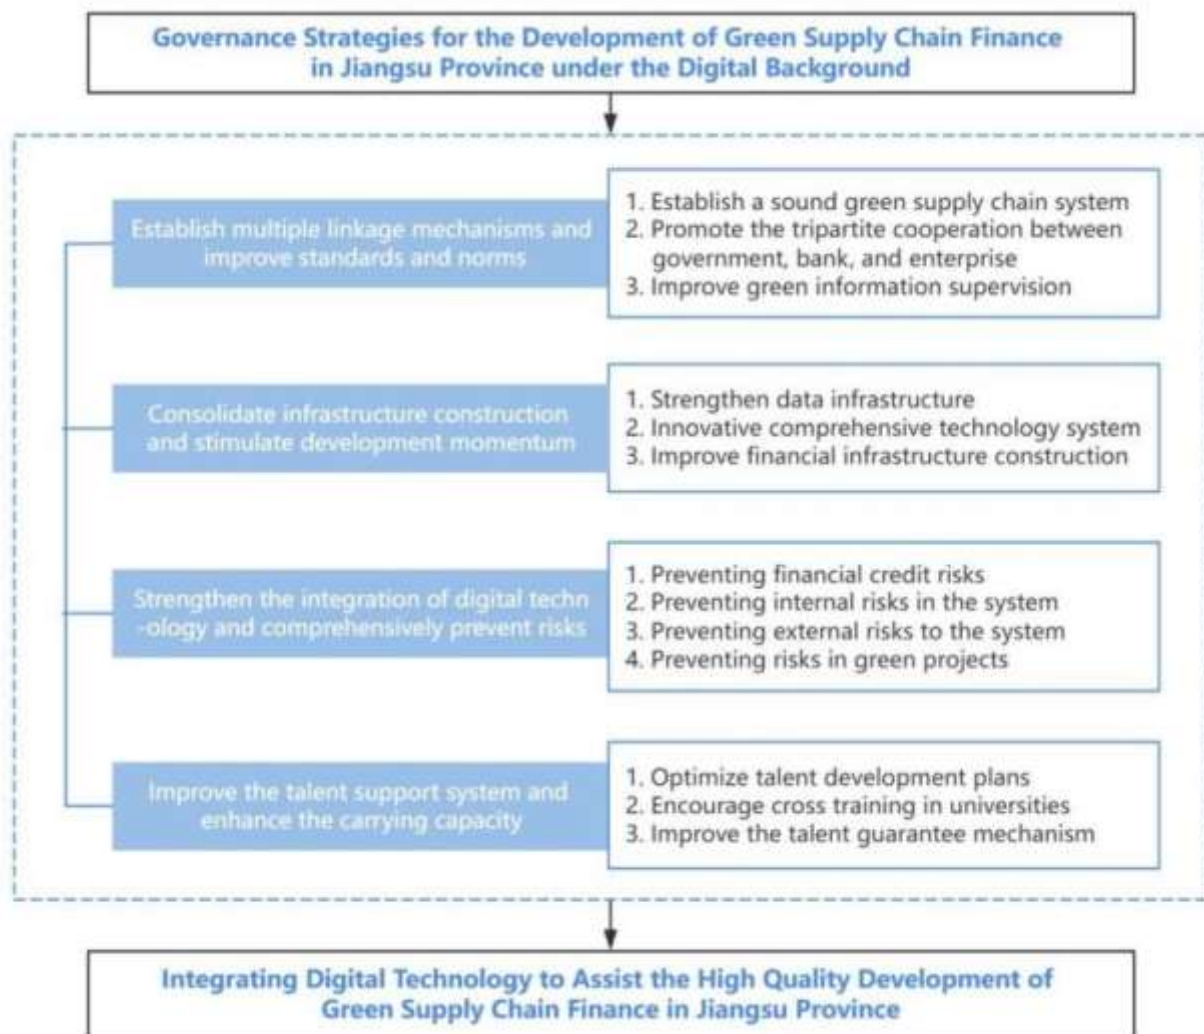 Governance Strategies for the Development of Green Supply Chain Finance
in Jiangsu Province under the Digital Background
Establish multiple linkage mechanisms and
improve standards and norms
1. Establish a sound green supply chain system
2. Promote the tripartite cooperation between
government, bank, and enterprise
3. Improve green information supervision
Consolidate infrastructure construction
and stimulate development momentum
1. Strengthen data infrastructure
2. Innovative comprehensive technology system
3. Improve financial infrastructure construction
Strengthen the integration of digital techn
-ology and comprehensively prevent risks
1. Preventing financial credit risks
2. Preventing internal risks in the system
3. Preventing external risks to the system
4. Preventing risks in green projects
Improve the talent support system and
enhance the carrying capacity
1. Optimize talent development plans
2. Encourage cross training in universities
3. Improve the talent guarantee mechanism
Integrating Digital Technology to Assist the High Quality Development of
Green Supply Chain Finance in Jiangsu Province